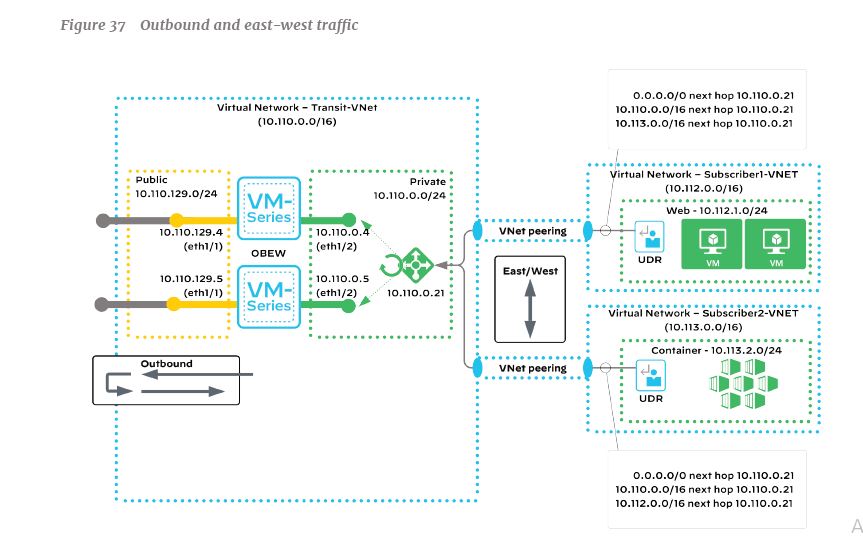 Figure 37 Outbound and east-west traffic
0.0.0.0/0 next hop 10.110.0.21
10.110.0.0/16 next hop 10.110.0.21
10.113.0.0/16 next hop 10.110.0.21
Virtual Network – Transit-VNet
(10.110.0.0/16)
Public
10.110.129.0/24
VM-
Series
Private
10.110.0.0/24
10.110.129.4
(eth1/1)
10.110.0.4
(eth1/2)
OBEW
10.110.129.5
(eth1/1)
VM-
Series
10.110.0.5
(eth1/2)
10.110.0.21
Outbound
VNet peering
East/West
VNet peering
Virtual Network – Subscriber1-VNET
(10.112.0.0/16)
Web - 10.112.1.0/24
UDR
VM
VM
Virtual Network – Subscriber2-VNET
(10.113.0.0/16)
Container - 10.113.2.0/24
UDR
0.0.0.0/0 next hop 10.110.0.21
10.110.0.0/16 next hop 10.110.0.21
10.112.0.0/16 next hop 10.110.0.21
A